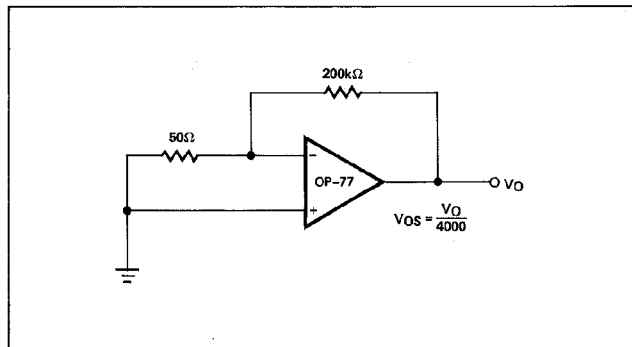 200kΩ
50Ω
−
OP-77
+
VO
VOS = VO
4000